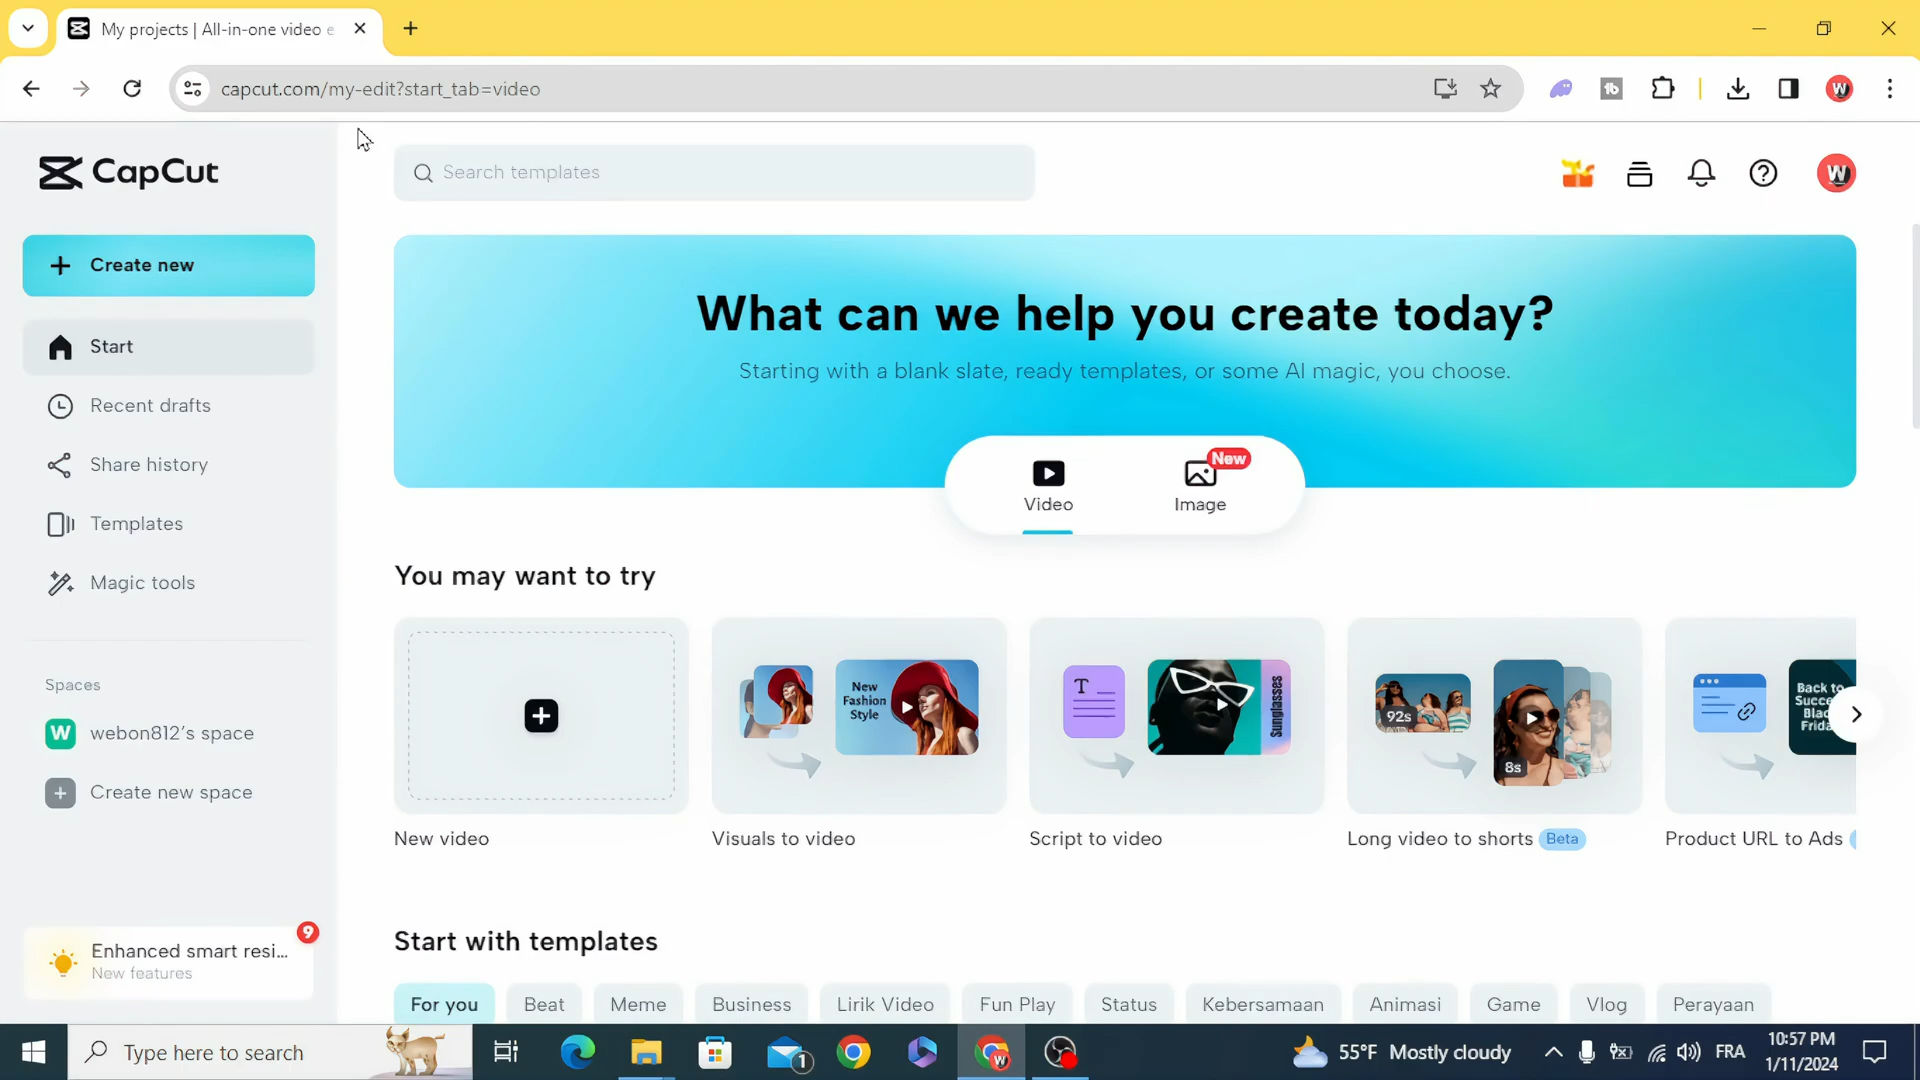 My projects | All-in-one video e
capcut.com/my-edit?start_tab=video
CapCut
Search templates
W
W
Create new
Start
Recent drafts
Share history
Templates
Magic tools
Spaces
W
webon812's space
Create new space
Enhanced smart resi...
9
New features
What can we help you create today?
Starting with a blank slate, ready templates, or some AI magic, you choose.
Video
New
Image
You may want to try
New Fashion Style
T
Sunglasses
92s
8s
Back to
Succe
Blac
Frida
New video
Visuals to video
Script to video
Long video to shorts Beta
Product URL to Ads
Start with templates
For you
Beat
Meme
Business
Lirik Video
Fun Play
Status
Kebersamaan
Animasi
Game
Vlog
Perayaan
Type here to search
1
W
55°F Mostly cloudy
FRA
10:57 PM
1/11/2024